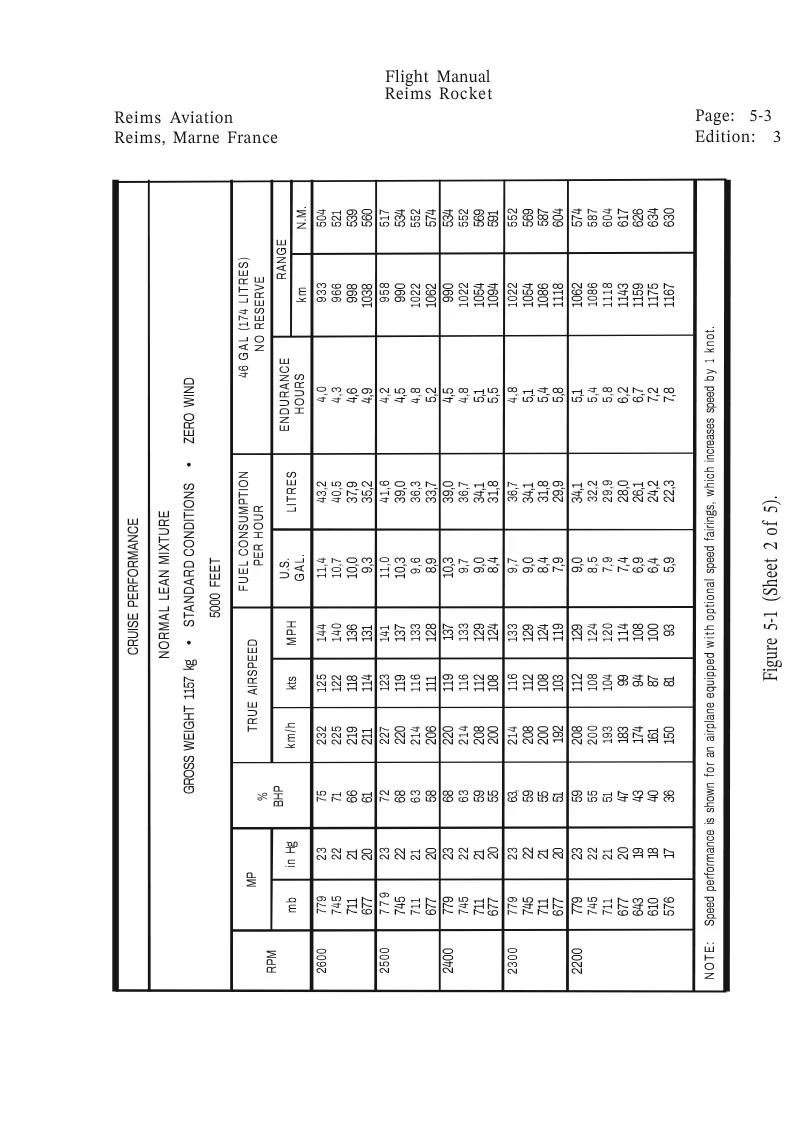 Flight Manual
Reims Rocket
Reims Aviation
Reims, Marne France
Page: 5-3
Edition: 3
CRUISE PERFORMANCE
NORMAL LEAN MIXTURE
GROSS WEIGHT 1157 kg • STANDARD CONDITIONS • ZERO WIND
5000 FEET
RPM MP % BHP TRUE AIRSPEED FUEL CONSUMPTION PER HOUR 46 GAL (174 LITRES) NO RESERVE
mb in Hg km/h kts MPH U.S. GAL. LITRES ENDURANCE HOURS RANGE
km N.M.
2600 779 23 75 232 125 144 11,4 43,2 4,0 933 504
745 22 71 225 122 140 10,7 40,5 4,3 966 521
711 21 66 219 118 136 10,0 37,9 4,6 998 539
677 20 61 211 114 131 9,3 35,2 4,9 1038 560
2500 779 23 72 227 123 141 11,0 41,6 4,2 958 517
745 22 68 220 119 137 10,3 39,0 4,5 990 534
711 21 63 214 116 133 9,6 36,3 4,8 1022 552
677 20 58 206 111 128 8,9 33,7 5,2 1062 574
2400 779 23 68 220 119 137 10,3 39,0 4,5 990 534
745 22 63 214 116 133 9,7 36,7 4,8 1022 552
711 21 59 208 112 129 9,0 34,1 5,1 1054 569
677 20 55 200 108 124 8,4 31,8 5,5 1094 591
2300 779 23 63, 214 116 133 9,7 36,7 4,8 1022 552
745 22 59 208 112 129 9,0 34,1 5,1 1054 569
711 21 55 200 108 124 8,4 31,8 5,4 1086 587
677 20 51 192 103 119 7,9 29,9 5,8 1118 604
2200 779 23 59 208 112 129 9,0 34,1 5,1 1062 574
745 22 55 200 108 124 8,5 32,2 5,4 1086 587
711 21 51 193 104 120 7,9 29,9 5,8 1118 604
677 20 47 183 99 114 7,4 28,0 6,2 1143 617
643 19 43 174 94 108 6,9 26,1 6,7 1159 626
610 18 40 161 87 100 6,4 24,2 7,2 1175 634
576 17 36 150 81 93 5,9 22,3 7,8 1167 630
NOTE: Speed performance is shown for an airplane equipped with optional speed fairings, which increases speed by 1 knot.
Figure 5-1 (Sheet 2 of 5).